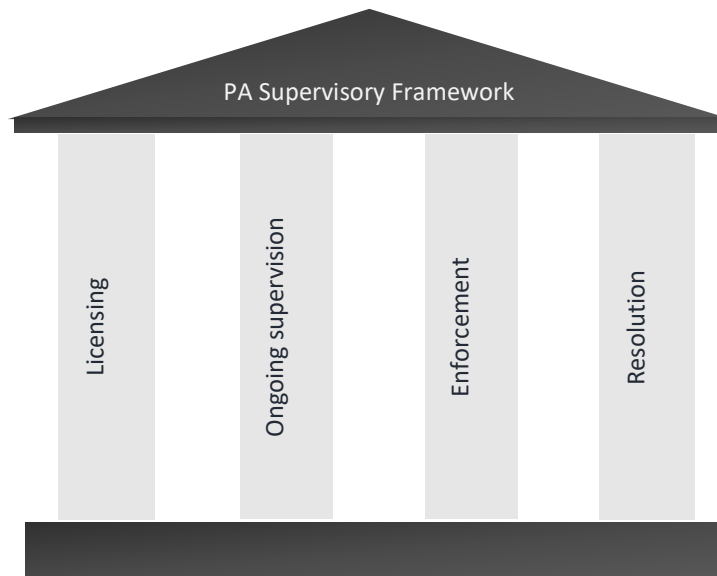 PA Supervisory Framework
Licensing
Ongoing supervision
Enforcement
Resolution